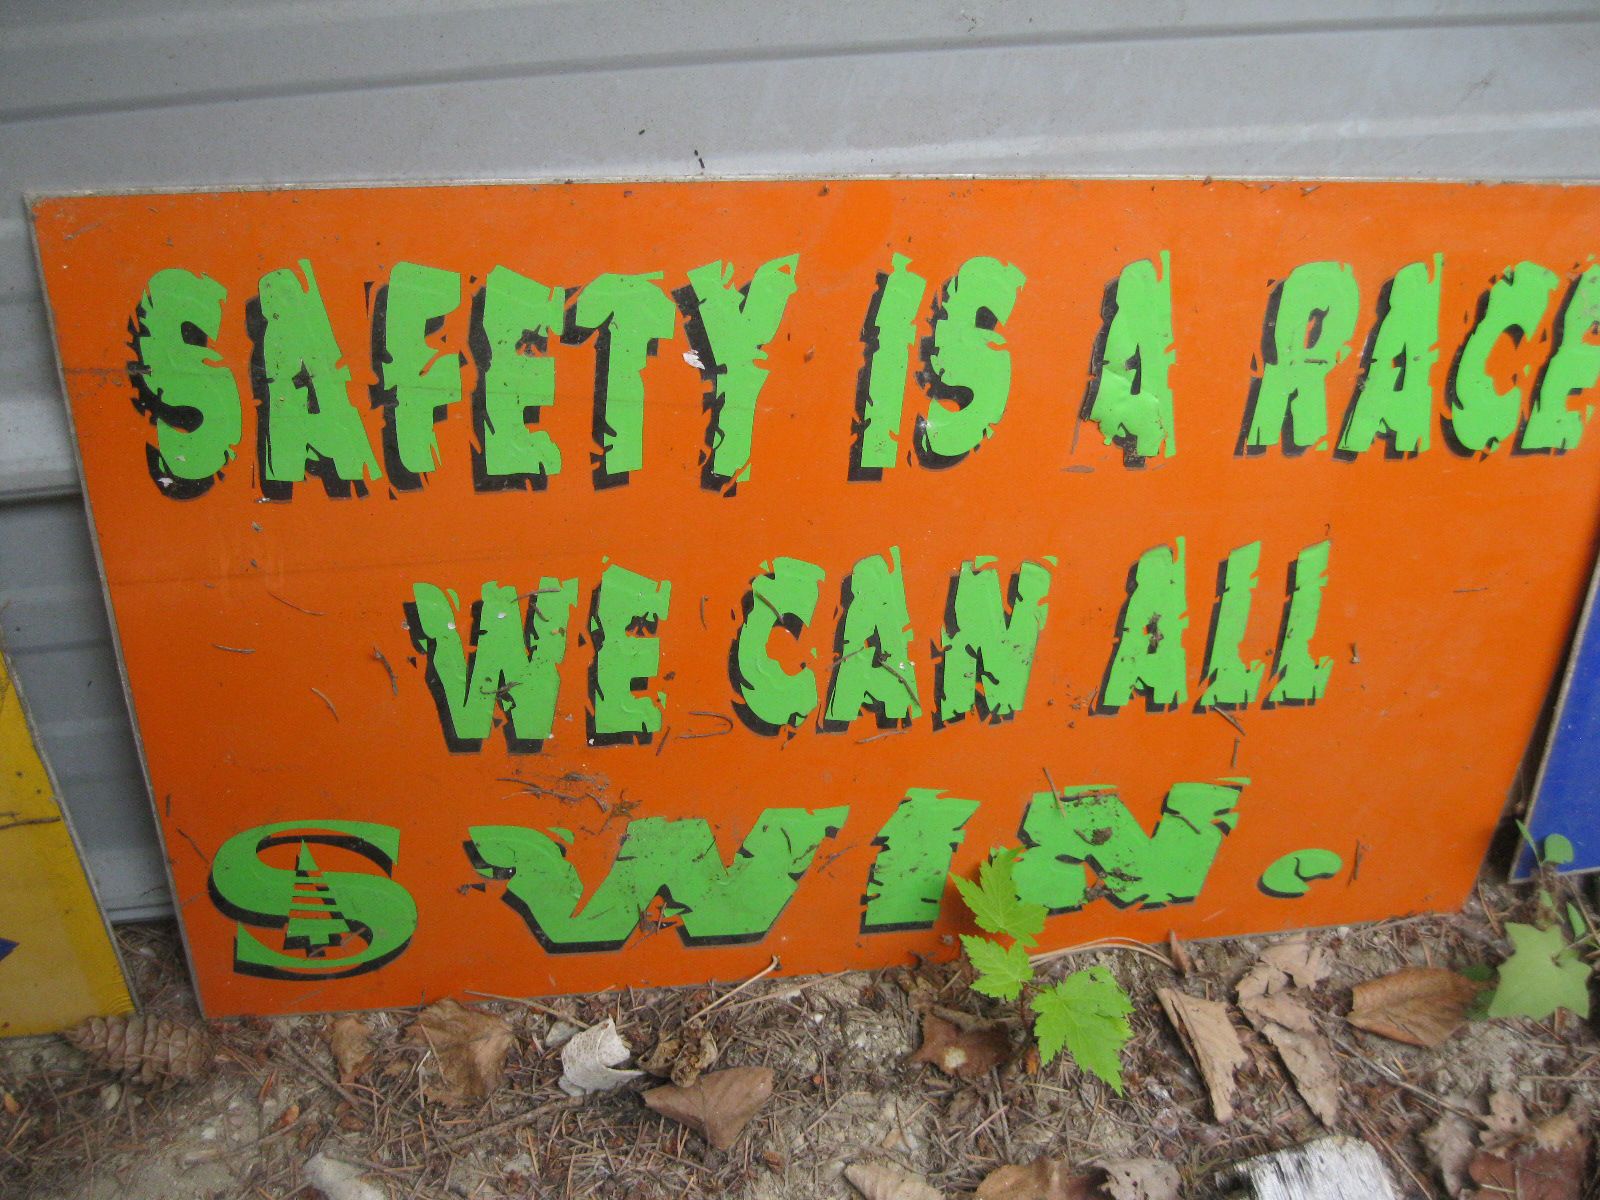 SAFETY IS A RACE
WE CAN ALL
S WIN.